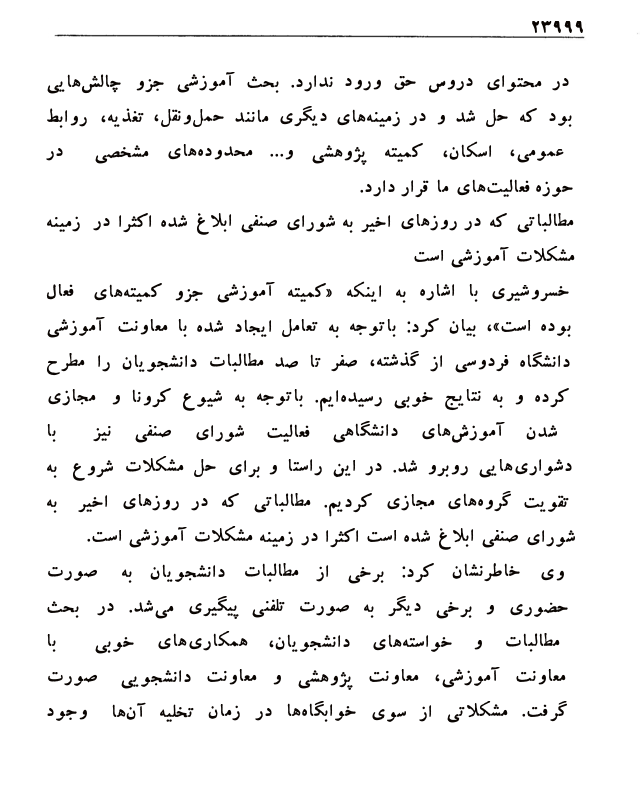 ۲۳۹۹۹
در محتوای دروس حق ورود ندارد. بحث آموزشی جزو چالش‌هایی
بود که حل شد و در زمینه‌های دیگری مانند حمل‌ونقل، تغذیه، روابط
عمومی، اسکان، کمیته پژوهشی و... محدوده‌های مشخصی در
حوزه فعالیت‌های ما قرار دارد.
مطالباتی که در روزهای اخیر به شورای صنفی ابلاغ شده اکثرا در زمینه
مشکلات آموزشی است
خسروشیری با اشاره به اینکه «کمیته آموزشی جزو کمیته‌های فعال
بوده است»، بیان کرد: باتوجه به تعامل ایجاد شده با معاونت آموزشی
دانشگاه فردوسی از گذشته، صفر تا صد مطالبات دانشجویان را مطرح
کرده و به نتایج خوبی رسیده‌ایم. باتوجه به شیوع کرونا و مجازی
شدن آموزش‌های دانشگاهی فعالیت شورای صنفی نیز با
دشواری‌هایی روبرو شد. در این راستا و برای حل مشکلات شروع به
تقویت گروه‌های مجازی کردیم. مطالباتی که در روزهای اخیر به
شورای صنفی ابلاغ شده است اکثرا در زمینه مشکلات آموزشی است.
وی خاطرنشان کرد: برخی از مطالبات دانشجویان به صورت
حضوری و برخی دیگر به صورت تلفنی پیگیری می‌شد. در بحث
مطالبات و خواسته‌های دانشجویان، همکاری‌های خوبی با
معاونت آموزشی، معاونت پژوهشی و معاونت دانشجویی صورت
گرفت. مشکلاتی از سوی خوابگاه‌ها در زمان تخلیه آن‌ها وجود